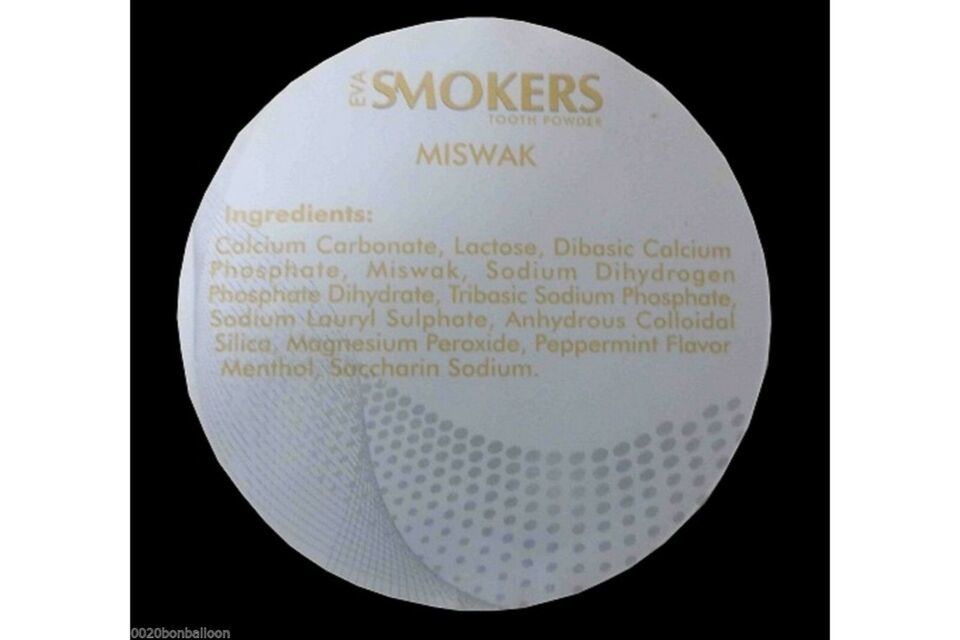 EVA SMOKERS
TOOTH POWDER
MISWAK
Ingredients:
Calcium Carbonate, Lactose, Dibasic Calcium
Phosphate, Miswak, Sodium Dihydrogen
Phosphate Dihydrate, Tribasic Sodium Phosphate,
Sodium Lauryl Sulphate, Anhydrous Colloidal
Silica, Magnesium Peroxide, Peppermint Flavor
Menthol, Saccharin Sodium.
0020bonballoon